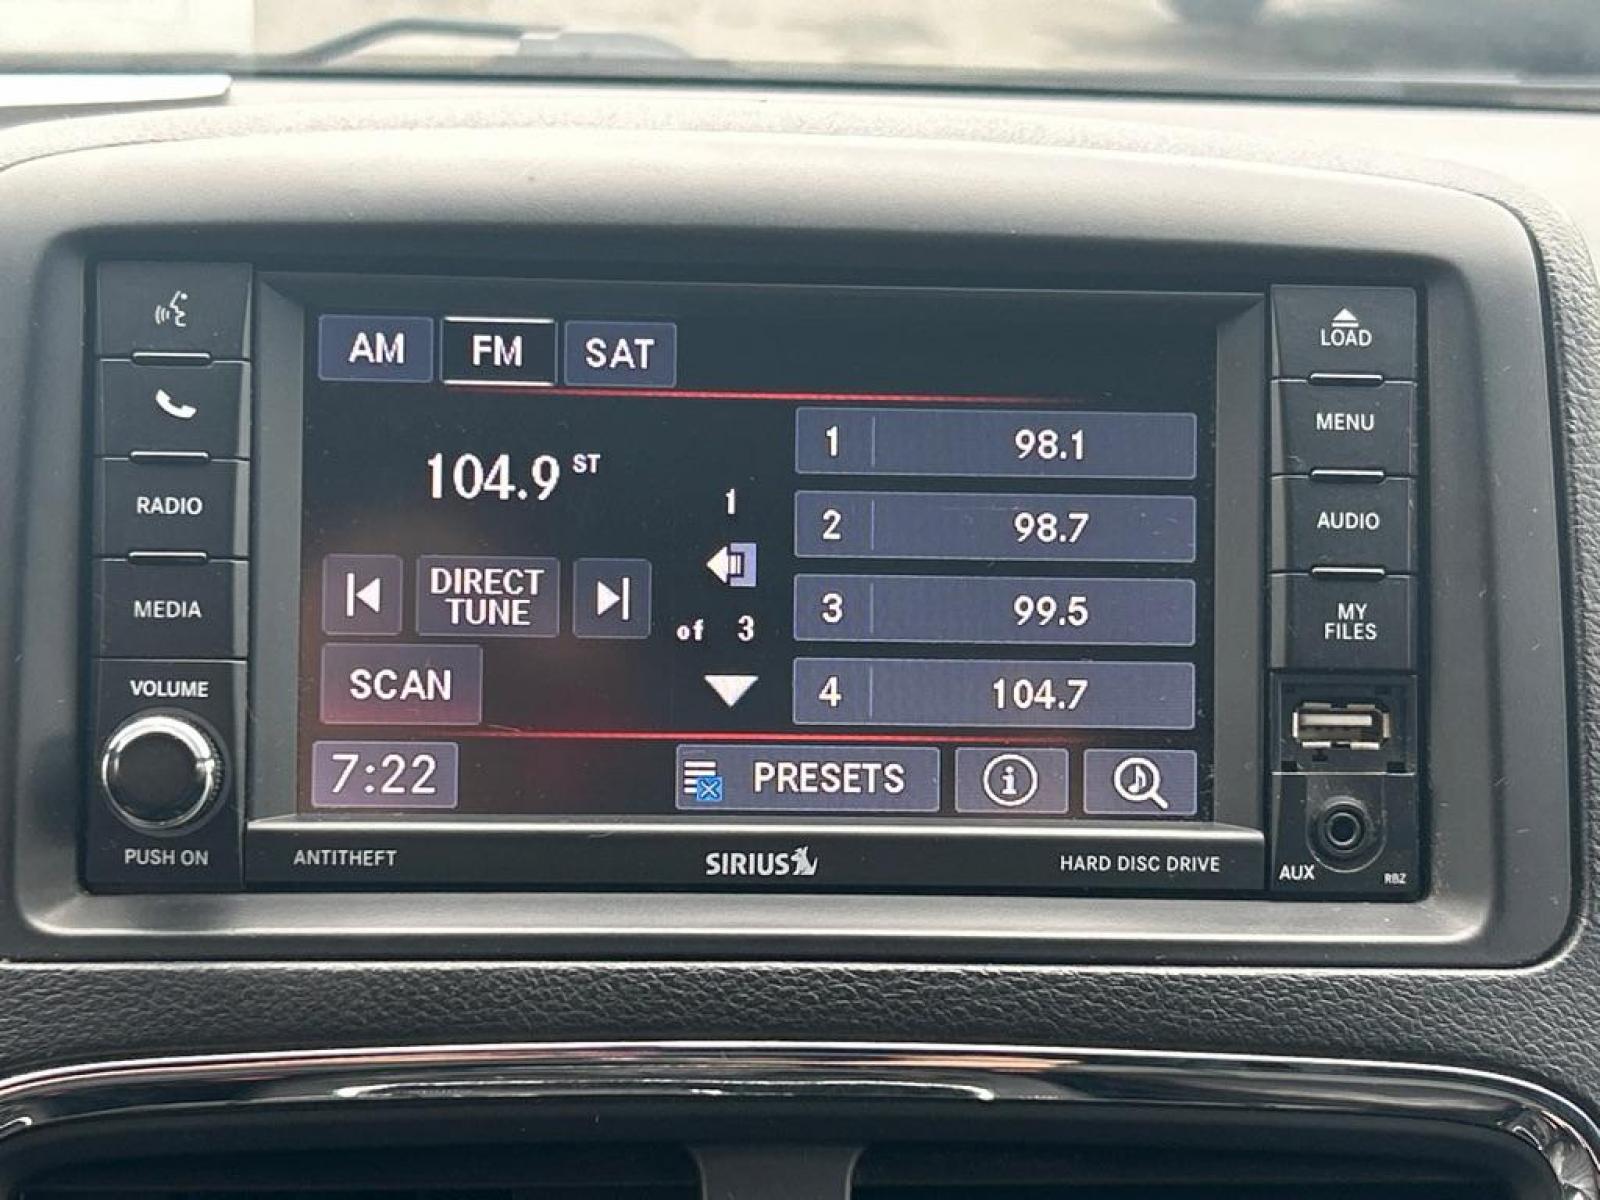 AM FM SAT
LOAD
MENU
AUDIO
MY
FILES
RADIO
MEDIA
VOLUME
PUSH ON
104.9 ST
DIRECT
TUNE
SCAN
1
of 3
1 98.1
2 98.7
3 99.5
4 104.7
7:22
PRESETS
i
ANTITHEFT
SIRIUS
HARD DISC DRIVE
AUX
RBZ